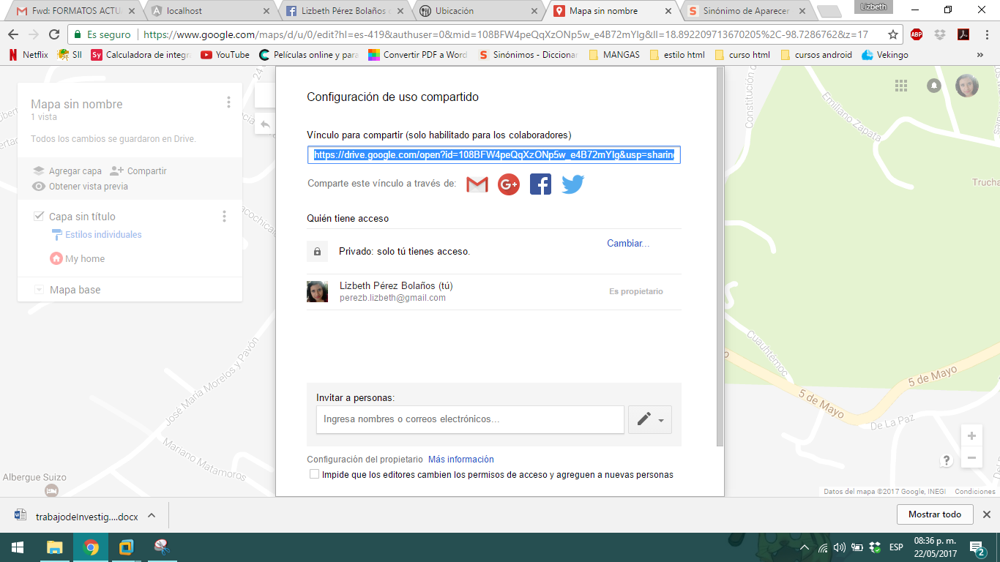 Fwd: FORMATOS ACTU
localhost
Lizbeth Pérez Bolaños
Ubicación
Mapa sin nombre
Sinónimo de Aparecer
Lizbeth
Es seguro
https://www.google.com/maps/d/u/0/edit?hl=es-419&authuser=0&mid=108BFW4peQqXzONp5w_e4B72mYIg&ll=18.892209713670205%2C-98.7286762&z=17
ABP
Netflix
SII
Sy Calculadora de integra
YouTube
Películas online y para
Convertir PDF a Word
S Sinónimos - Diccionar
MANGAS
estilo html
curso html
cursos android
Vekingo
»
Mapa sin nombre
1 vista
Todos los cambios se guardaron en Drive.
Agregar capa
Compartir
Obtener vista previa
Capa sin título
Estilos individuales
My home
Mapa base
Configuración de uso compartido
Vínculo para compartir (solo habilitado para los colaboradores)
https://drive.google.com/open?id=108BFW4peQqXzONp5w_e4B72mYIg&usp=sharing
Comparte este vínculo a través de:
Quién tiene acceso
Privado: solo tú tienes acceso.
Cambiar...
Lizbeth Pérez Bolaños (tú)
perezb.lizbeth@gmail.com
Es propietario
Invitar a personas:
Ingresa nombres o correos electrónicos...
Configuración del propietario Más información
Impide que los editores cambien los permisos de acceso y agreguen a nuevas personas
Constitución de
Emiliano Zapata
Trucha
Cuauhtémoc
5 de Mayo
5 de Mayo
De La Paz
José María Morelos y Pavón
Mariano Matamoros
Albergue Suizo
Datos del mapa ©2017 Google, INEGI
Condiciones
trabajodeInvestig....docx
Mostrar todo
ESP
08:36 p. m.
22/05/2017
2